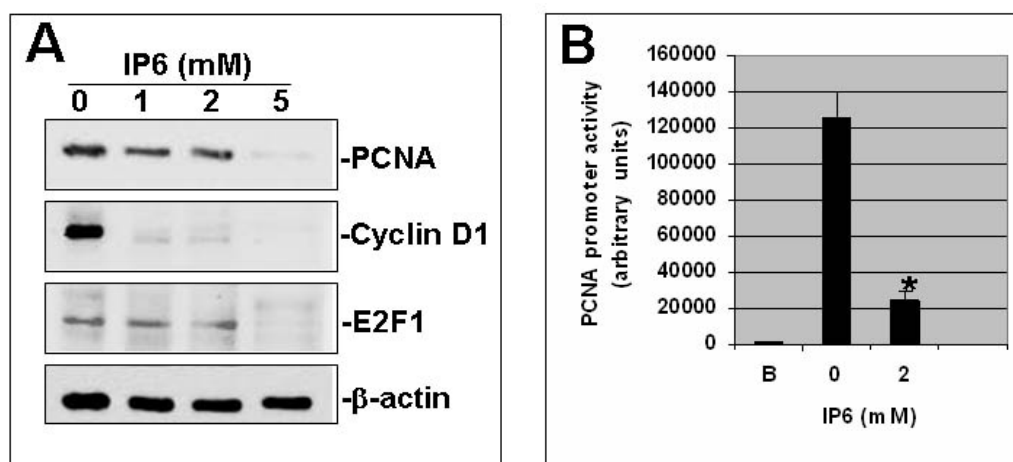 A
IP6 (mM)
0 1 2 5
-PCNA
-Cyclin D1
-E2F1
-β-actin
B
PCNA promoter activity
(arbitrary units)
160000
140000
120000
100000
80000
60000
40000
20000
0
*
B 0 2
IP6 (mM)